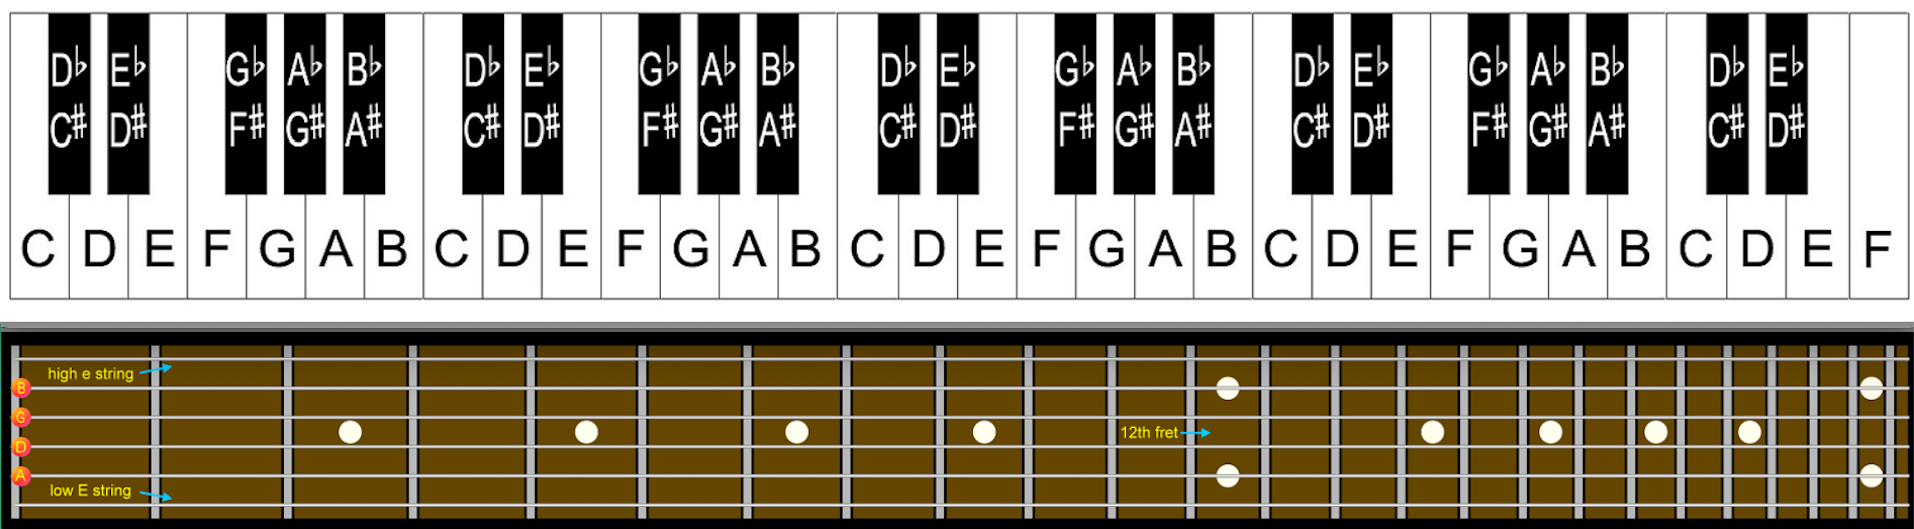 D♭ E♭ G♭ A♭ B♭ D♭ E♭ G♭ A♭ B♭ D♭ E♭ G♭ A♭ B♭ D♭ E♭ G♭ A♭ B♭ D♭ E♭
C# D# F# G# A# C# D# F# G# A# C# D# F# G# A# C# D# F# G# A# C# D#
C D E F G A B C D E F G A B C D E F G A B C D E F G A B C D E F
high e string
B
G
12th fret
D
A
low E string